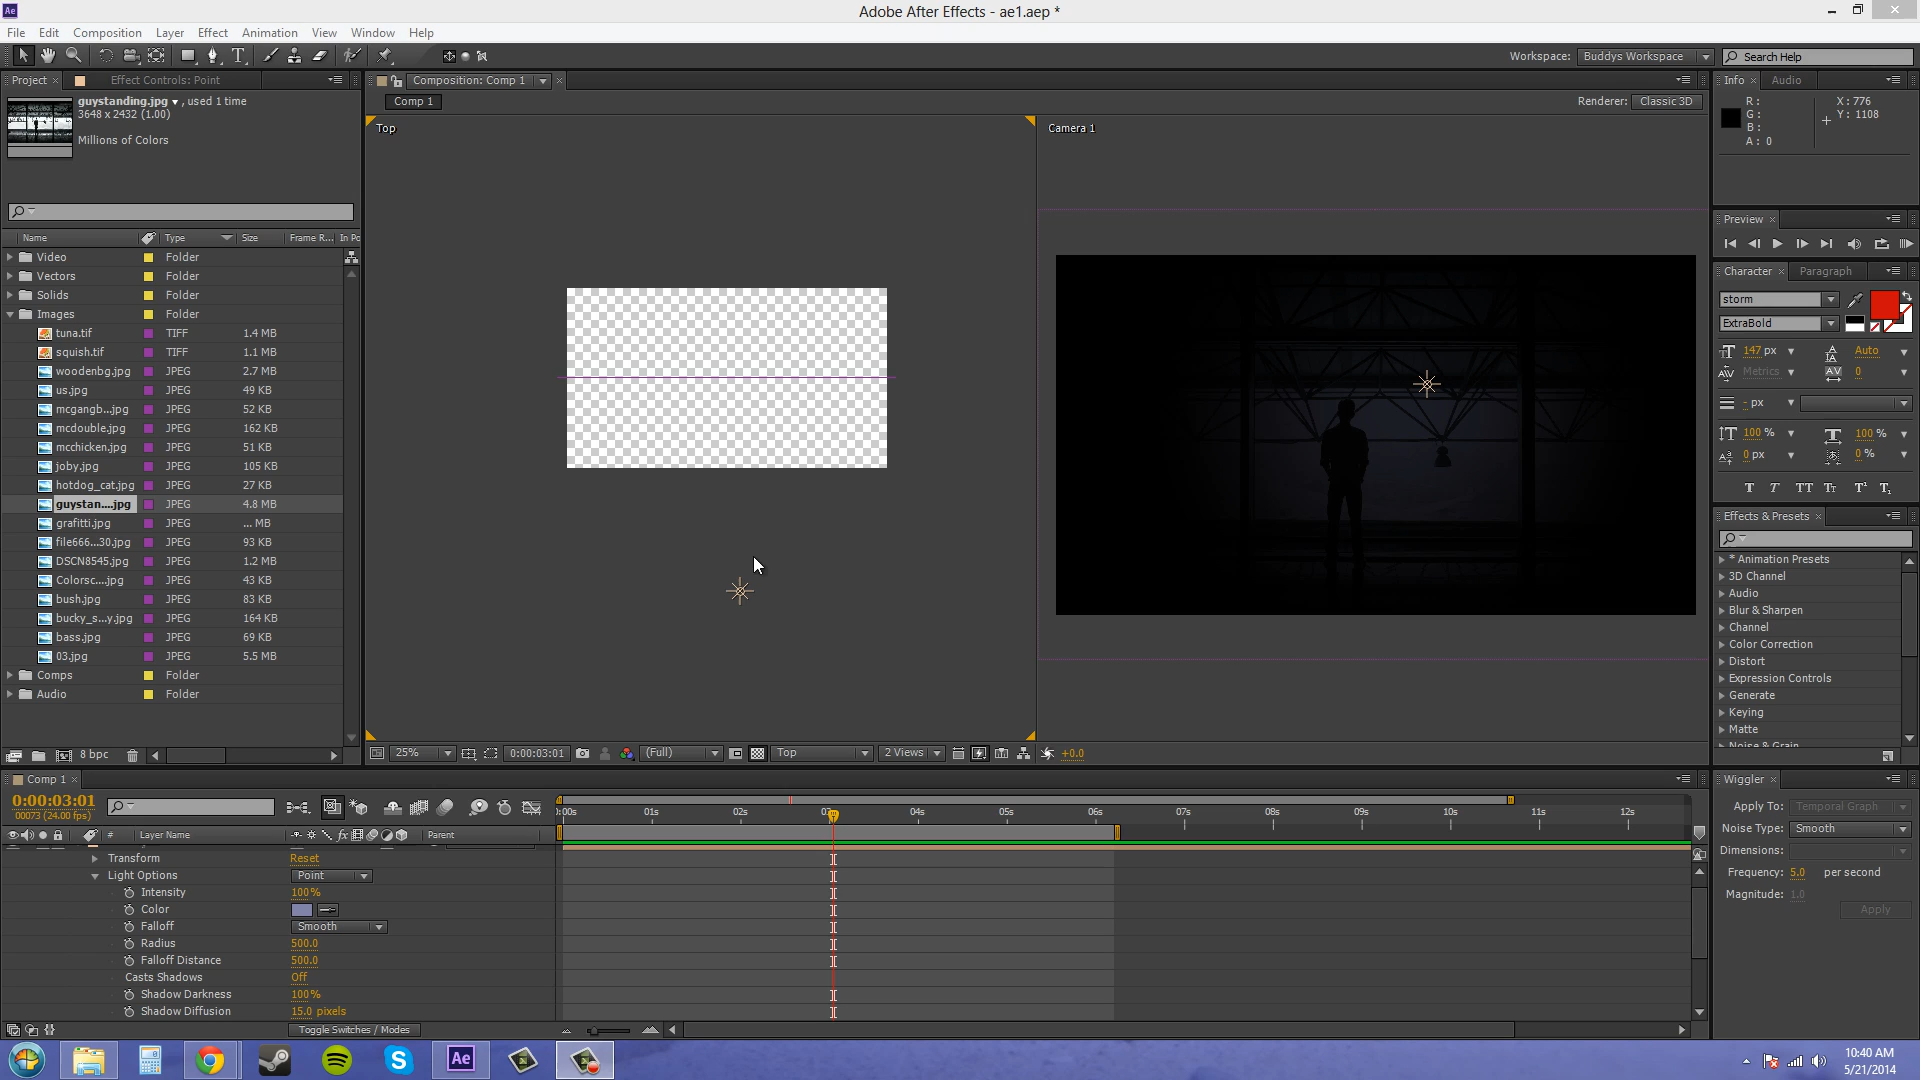 Ae
Adobe After Effects - ae1.aep *
File Edit Composition Layer Effect Animation View Window Help
Workspace: Buddys Workspace Search Help
Project Effect Controls: Point
guystanding.jpg , used 1 time
3648 x 2432 (1.00)
Millions of Colors
Name Type Size Frame R... In Po
Video Folder
Vectors Folder
Solids Folder
Images Folder
tuna.tif TIFF 1.4 MB
squish.tif TIFF 1.1 MB
woodenbg.jpg JPEG 2.7 MB
us.jpg JPEG 49 KB
mcgangb...jpg JPEG 52 KB
mcdouble.jpg JPEG 162 KB
mcchicken.jpg JPEG 51 KB
joby.jpg JPEG 105 KB
hotdog_cat.jpg JPEG 27 KB
guystan....jpg JPEG 4.8 MB
grafitti.jpg JPEG ... MB
file666...30.jpg JPEG 93 KB
DSCN8545.jpg JPEG 1.2 MB
Colorsc....jpg JPEG 43 KB
bush.jpg JPEG 83 KB
bucky_s...y.jpg JPEG 164 KB
bass.jpg JPEG 69 KB
03.jpg JPEG 5.5 MB
Comps Folder
Audio Folder
8 bpc
Composition: Comp 1
Comp 1
Renderer: Classic 3D
Top
Camera 1
25% 0:00:03:01 (Full) Top 2 Views +0.0
Info Audio
R: X: 776
G: Y: 1108
B:
A: 0
Preview
Character Paragraph
storm
ExtraBold
147 px Auto
Metrics 0
- px
100 % 100 %
0 px 0 %
T T TT Tt T¹ T₁
Effects & Presets
* Animation Presets
3D Channel
Audio
Blur & Sharpen
Channel
Color Correction
Distort
Expression Controls
Generate
Keying
Matte
Noise & Grain
Comp 1
0:00:03:01
00073 (24.00 fps)
# Layer Name fx Parent
:00s 01s 02s 03s 04s 05s 06s 07s 08s 09s 10s 11s 12s
Transform Reset
Light Options Point
Intensity 100%
Color
Falloff Smooth
Radius 500.0
Falloff Distance 500.0
Casts Shadows Off
Shadow Darkness 100%
Shadow Diffusion 15.0 pixels
Toggle Switches / Modes
Wiggler
Apply To: Temporal Graph
Noise Type: Smooth
Dimensions:
Frequency: 5.0 per second
Magnitude: 1.0
Apply
Ae
10:40 AM
5/21/2014